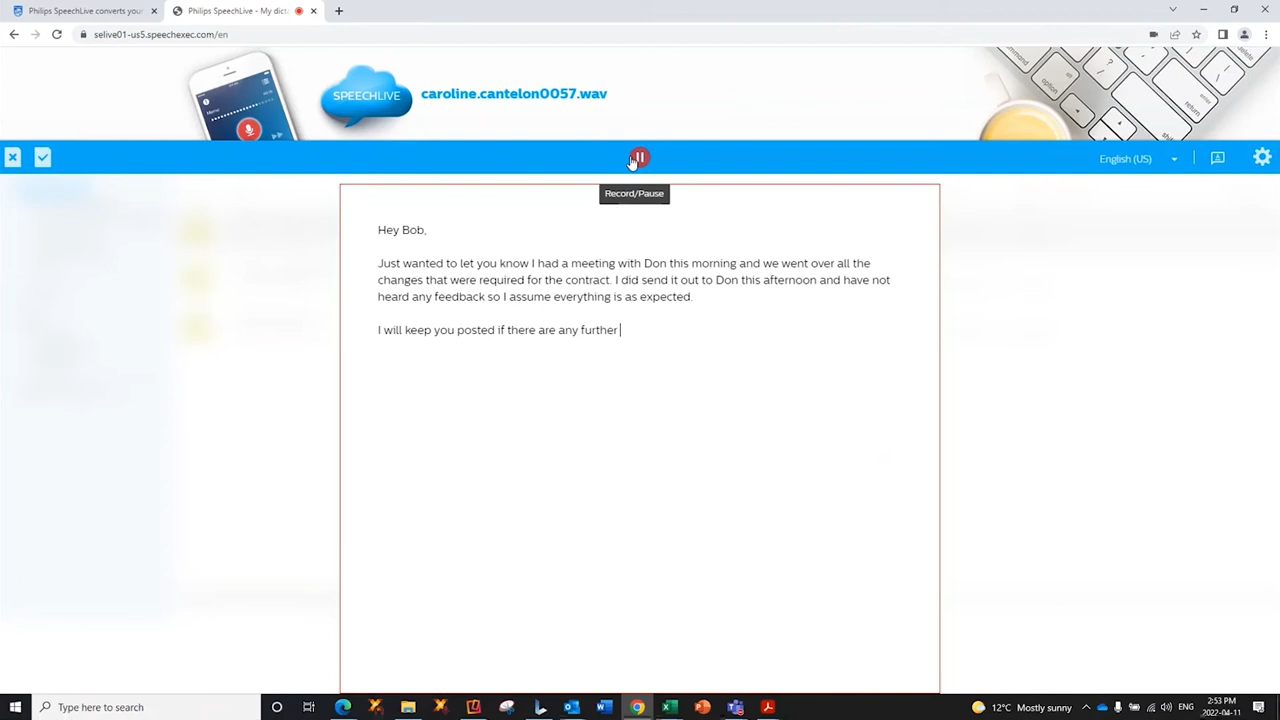 Philips SpeechLive converts your
Philips SpeechLive - My dicta
selive01-us5.speechexec.com/en
SPEECHLIVE
caroline.cantelon0057.wav
English (US)
Record/Pause
Hey Bob,
Just wanted to let you know I had a meeting with Don this morning and we went over all the
changes that were required for the contract. I did send it out to Don this afternoon and have not
heard any feedback so I assume everything is as expected.
I will keep you posted if there are any further
Type here to search
12°C Mostly sunny
ENG
2:53 PM
2022-04-11